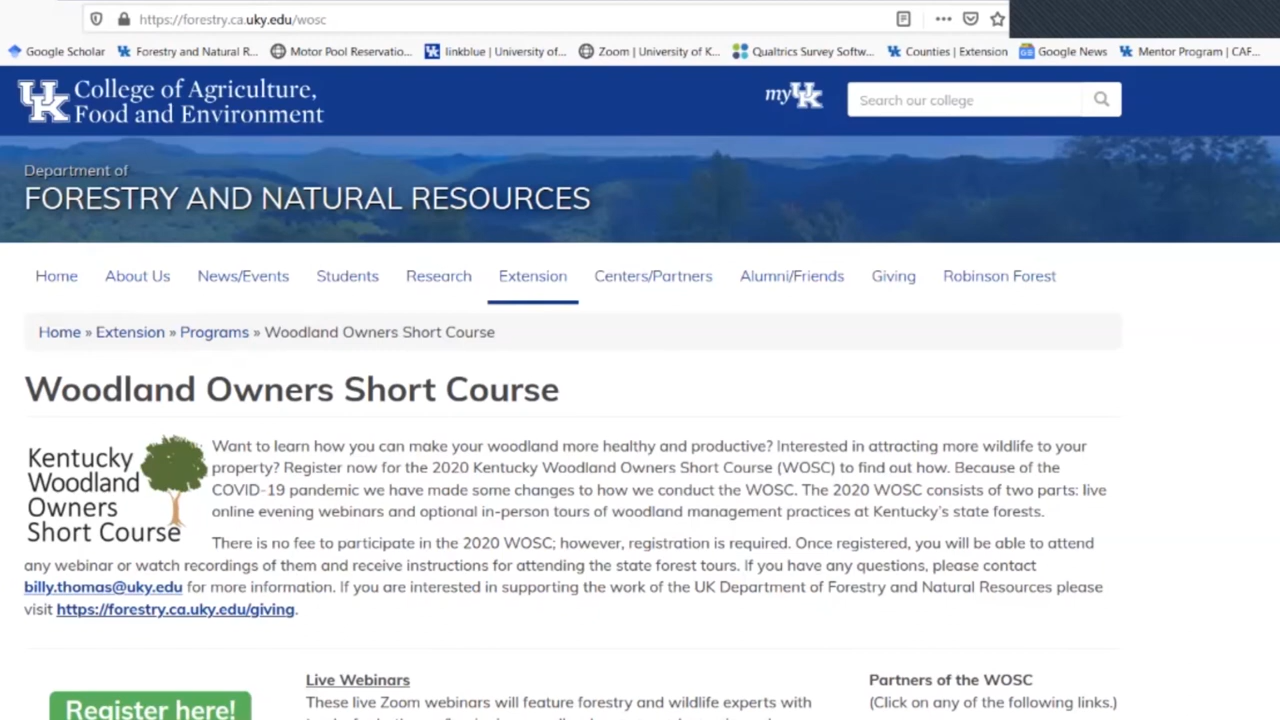 https://forestry.ca.uky.edu/wosc
Google Scholar
Forestry and Natural R...
Motor Pool Reservatio...
linkblue | University of...
Zoom | University of K...
Qualtrics Survey Softw...
Counties | Extension
Google News
Mentor Program | CAF...
UK College of Agriculture,
Food and Environment
myUK
Search our college
Department of
FORESTRY AND NATURAL RESOURCES
Home About Us News/Events Students Research Extension Centers/Partners Alumni/Friends Giving Robinson Forest
Home » Extension » Programs » Woodland Owners Short Course
Woodland Owners Short Course
Kentucky
Woodland
Owners
Short Course
Want to learn how you can make your woodland more healthy and productive? Interested in attracting more wildlife to your
property? Register now for the 2020 Kentucky Woodland Owners Short Course (WOSC) to find out how. Because of the
COVID-19 pandemic we have made some changes to how we conduct the WOSC. The 2020 WOSC consists of two parts: live
online evening webinars and optional in-person tours of woodland management practices at Kentucky's state forests.
There is no fee to participate in the 2020 WOSC; however, registration is required. Once registered, you will be able to attend
any webinar or watch recordings of them and receive instructions for attending the state forest tours. If you have any questions, please contact
billy.thomas@uky.edu for more information. If you are interested in supporting the work of the UK Department of Forestry and Natural Resources please
visit https://forestry.ca.uky.edu/giving.
Register here!
Live Webinars
These live Zoom webinars will feature forestry and wildlife experts with
Partners of the WOSC
(Click on any of the following links.)